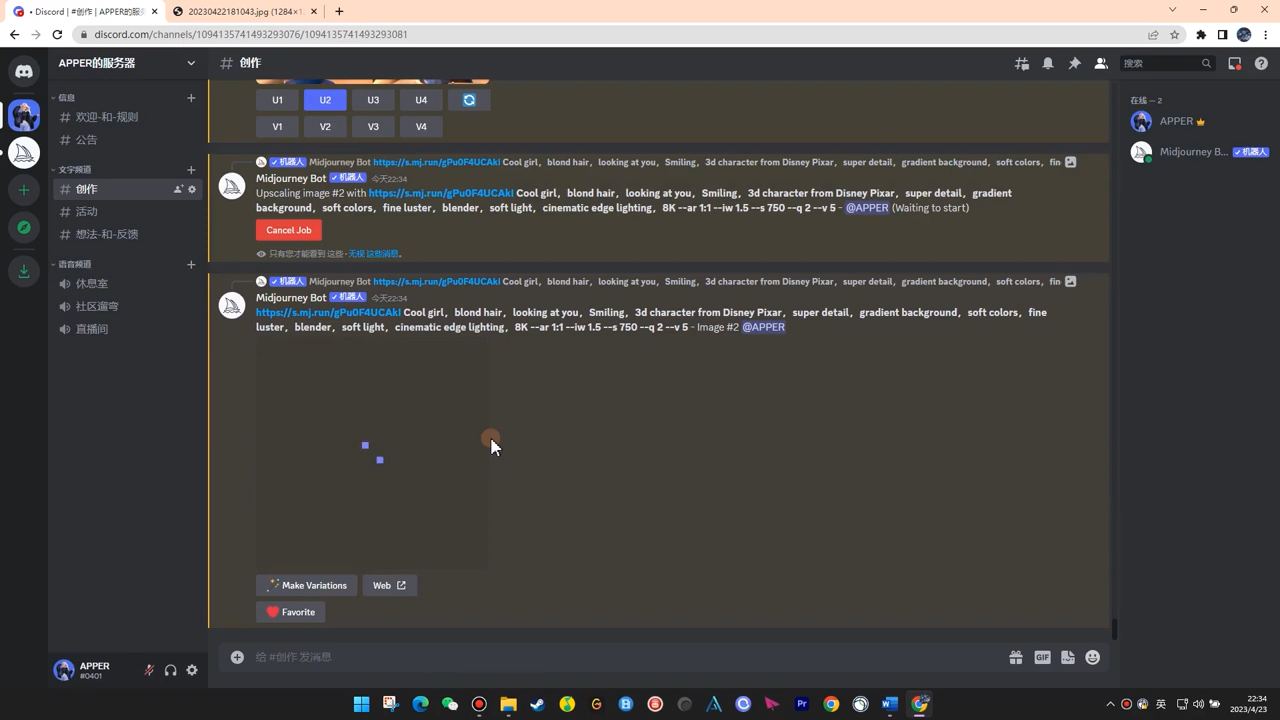 • Discord | #创作 | APPER的服
20230422181043.jpg (1284×1
discord.com/channels/1094135741493293076/1094135741493293081
APPER的服务器
创作
搜索
信息
欢迎-和-规则
公告
文字频道
创作
活动
想法-和-反馈
语音频道
休息室
社区遛弯
直播间
U1 U2 U3 U4
V1 V2 V3 V4
✓机器人 Midjourney Bot https://s.mj.run/gPu0F4UCAkI Cool girl，blond hair，looking at you，Smiling，3d character from Disney Pixar，super detail，gradient background，soft colors，fin
Midjourney Bot ✓机器人 今天22:34
Upscaling image #2 with https://s.mj.run/gPu0F4UCAkI Cool girl，blond hair，looking at you，Smiling，3d character from Disney Pixar，super detail，gradient
background，soft colors，fine luster，blender，soft light，cinematic edge lighting，8K --ar 1:1 --iw 1.5 --s 750 --q 2 --v 5 - @APPER (Waiting to start)
Cancel Job
只有您才能看到 这些 · 无视 这些消息。
✓机器人 Midjourney Bot https://s.mj.run/gPu0F4UCAkI Cool girl，blond hair，looking at you，Smiling，3d character from Disney Pixar，super detail，gradient background，soft colors，fin
Midjourney Bot ✓机器人 今天22:34
https://s.mj.run/gPu0F4UCAkI Cool girl，blond hair，looking at you，Smiling，3d character from Disney Pixar，super detail，gradient background，soft colors，fine
luster，blender，soft light，cinematic edge lighting，8K --ar 1:1 --iw 1.5 --s 750 --q 2 --v 5 - Image #2 @APPER
Make Variations Web
Favorite
给 #创作 发消息
GIF
在线 – 2
APPER
Midjourney B... ✓机器人
APPER
#0401
英
22:34
2023/4/23